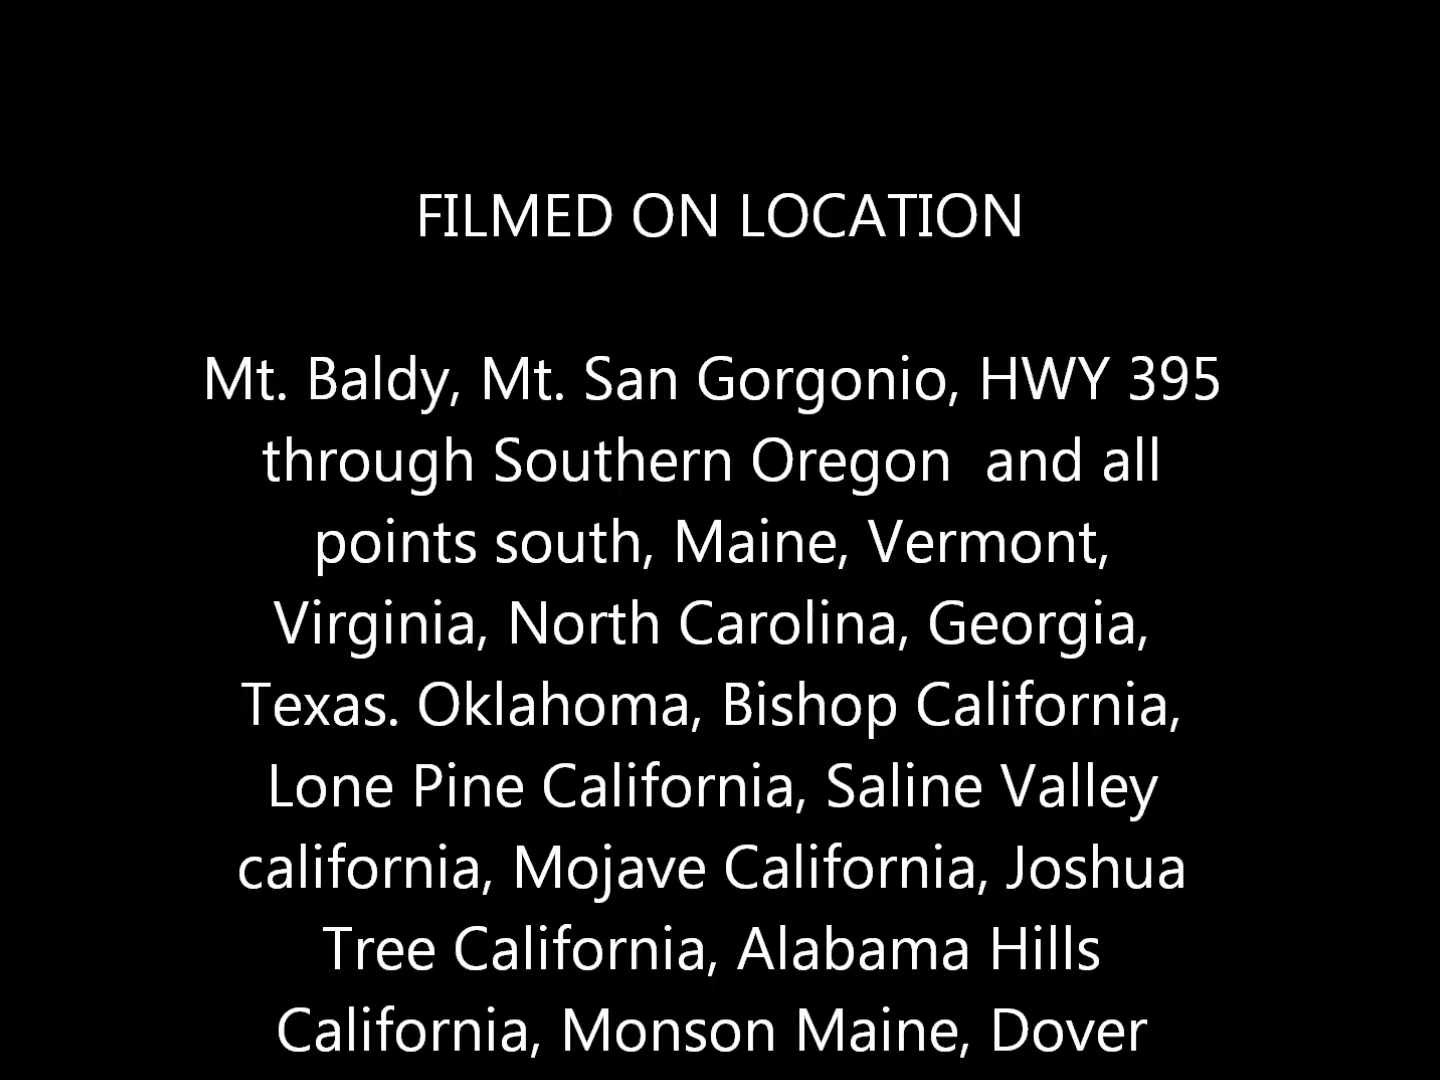 FILMED ON LOCATION
Mt. Baldy, Mt. San Gorgonio, HWY 395
through Southern Oregon  and all
points south, Maine, Vermont,
Virginia, North Carolina, Georgia,
Texas. Oklahoma, Bishop California,
Lone Pine California, Saline Valley
california, Mojave California, Joshua
Tree California, Alabama Hills
California, Monson Maine, Dover